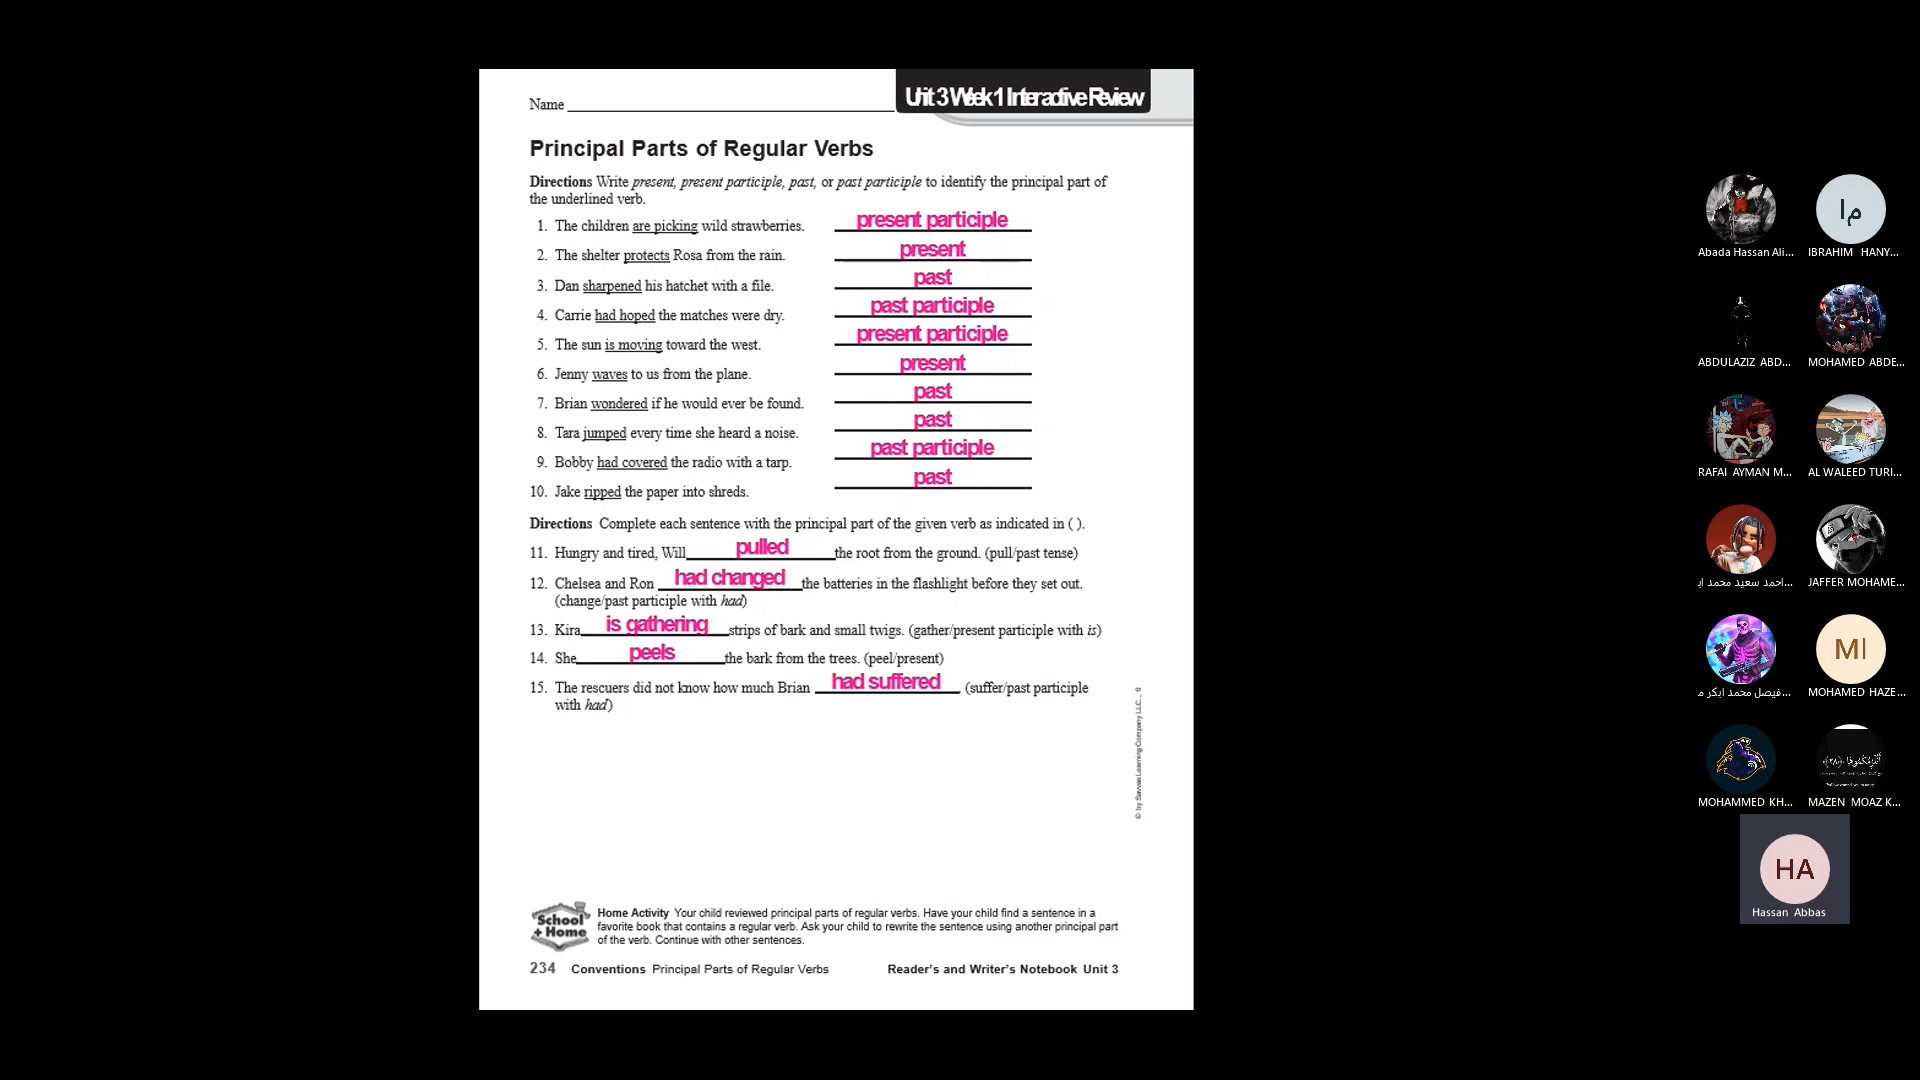 Name
Unit 3 Week 1 Interactive Review
Principal Parts of Regular Verbs
Directions Write present, present participle, past, or past participle to identify the principal part of
the underlined verb.
1. The children are picking wild strawberries. present participle
2. The shelter protects Rosa from the rain. present
3. Dan sharpened his hatchet with a file. past
4. Carrie had hoped the matches were dry. past participle
5. The sun is moving toward the west. present participle
6. Jenny waves to us from the plane. present
7. Brian wondered if he would ever be found. past
8. Tara jumped every time she heard a noise. past
9. Bobby had covered the radio with a tarp. past participle
10. Jake ripped the paper into shreds. past
Directions Complete each sentence with the principal part of the given verb as indicated in ( ).
11. Hungry and tired, Will pulled the root from the ground. (pull/past tense)
12. Chelsea and Ron had changed the batteries in the flashlight before they set out.
(change/past participle with had)
13. Kira is gathering strips of bark and small twigs. (gather/present participle with is)
14. She peels the bark from the trees. (peel/present)
15. The rescuers did not know how much Brian had suffered. (suffer/past participle
with had)
© by Savvas Learning Company LLC., 6
School
+ Home
Home Activity Your child reviewed principal parts of regular verbs. Have your child find a sentence in a
favorite book that contains a regular verb. Ask your child to rewrite the sentence using another principal part
of the verb. Continue with other sentences.
234 Conventions Principal Parts of Regular Verbs
Reader's and Writer's Notebook Unit 3
ما
Abada Hassan Ali...
IBRAHIM HANY...
ABDULAZIZ ABD...
MOHAMED ABDE...
RAFAI AYMAN M...
AL WALEED TURI...
احمد سعيد محمد اب...
JAFFER MOHAME...
MI
فيصل محمد ابكر م...
MOHAMED HAZE...
MOHAMMED KH...
MAZEN MOAZ K...
HA
Hassan Abbas